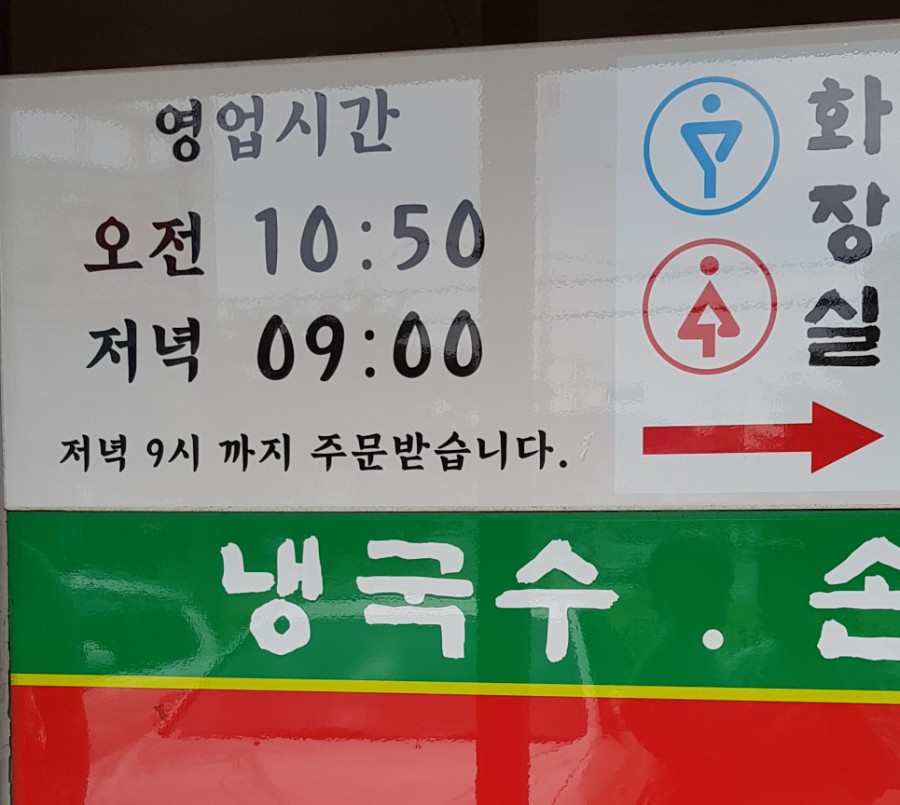 영업시간
오전 10:50
저녁 09:00
저녁 9시 까지 주문받습니다.
화장실
냉국수 . 손